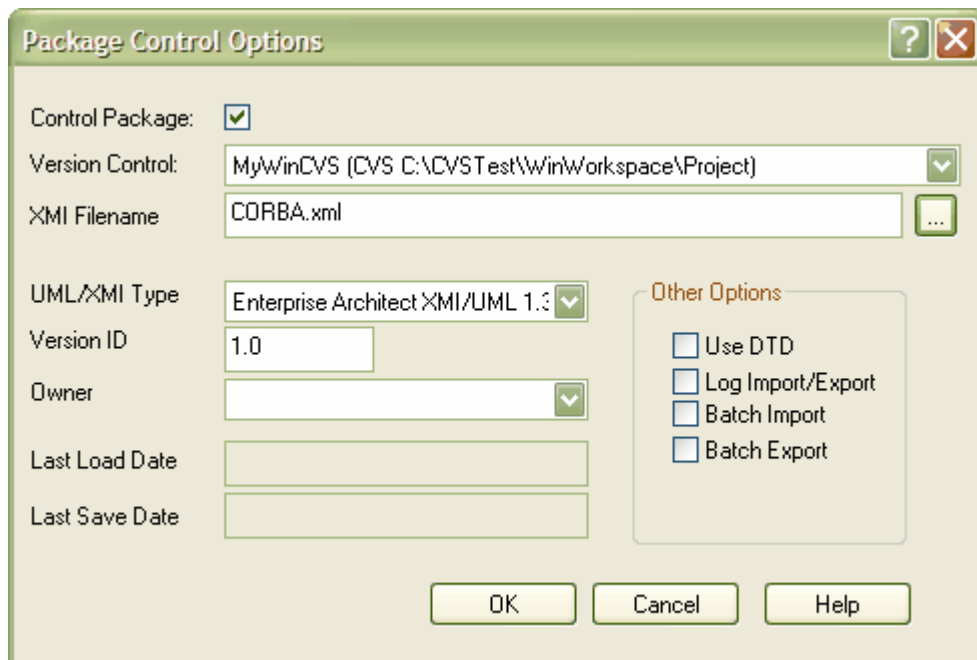 Package Control Options
Control Package:
Version Control: MyWinCVS (CVS C:\CVSTest\WinWorkspace\Project)
XMI Filename CORBA.xml ...
UML/XMI Type Enterprise Architect XMI/UML 1.3
Other Options
Version ID 1.0
Use DTD
Owner
Log Import/Export
Batch Import
Last Load Date
Batch Export
Last Save Date
OK Cancel Help